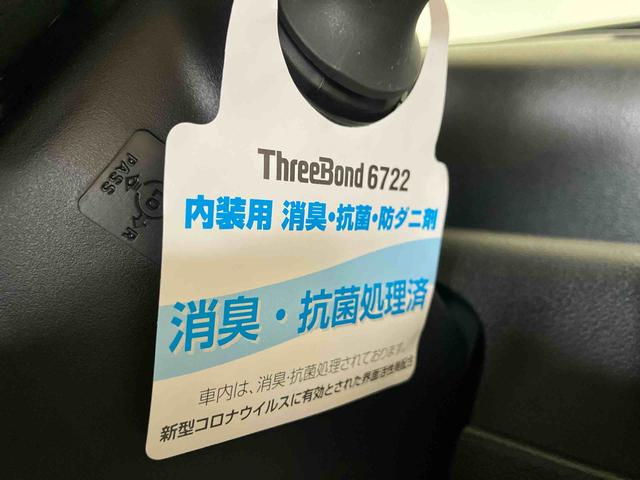 ThreeBond 6722
内装用 消臭・抗菌・防ダニ剤
消臭・抗菌処理済
車内は、消臭・抗菌処理されております。
新型コロナウイルスに有効とされた界面活性剤配合
PASS
AIR